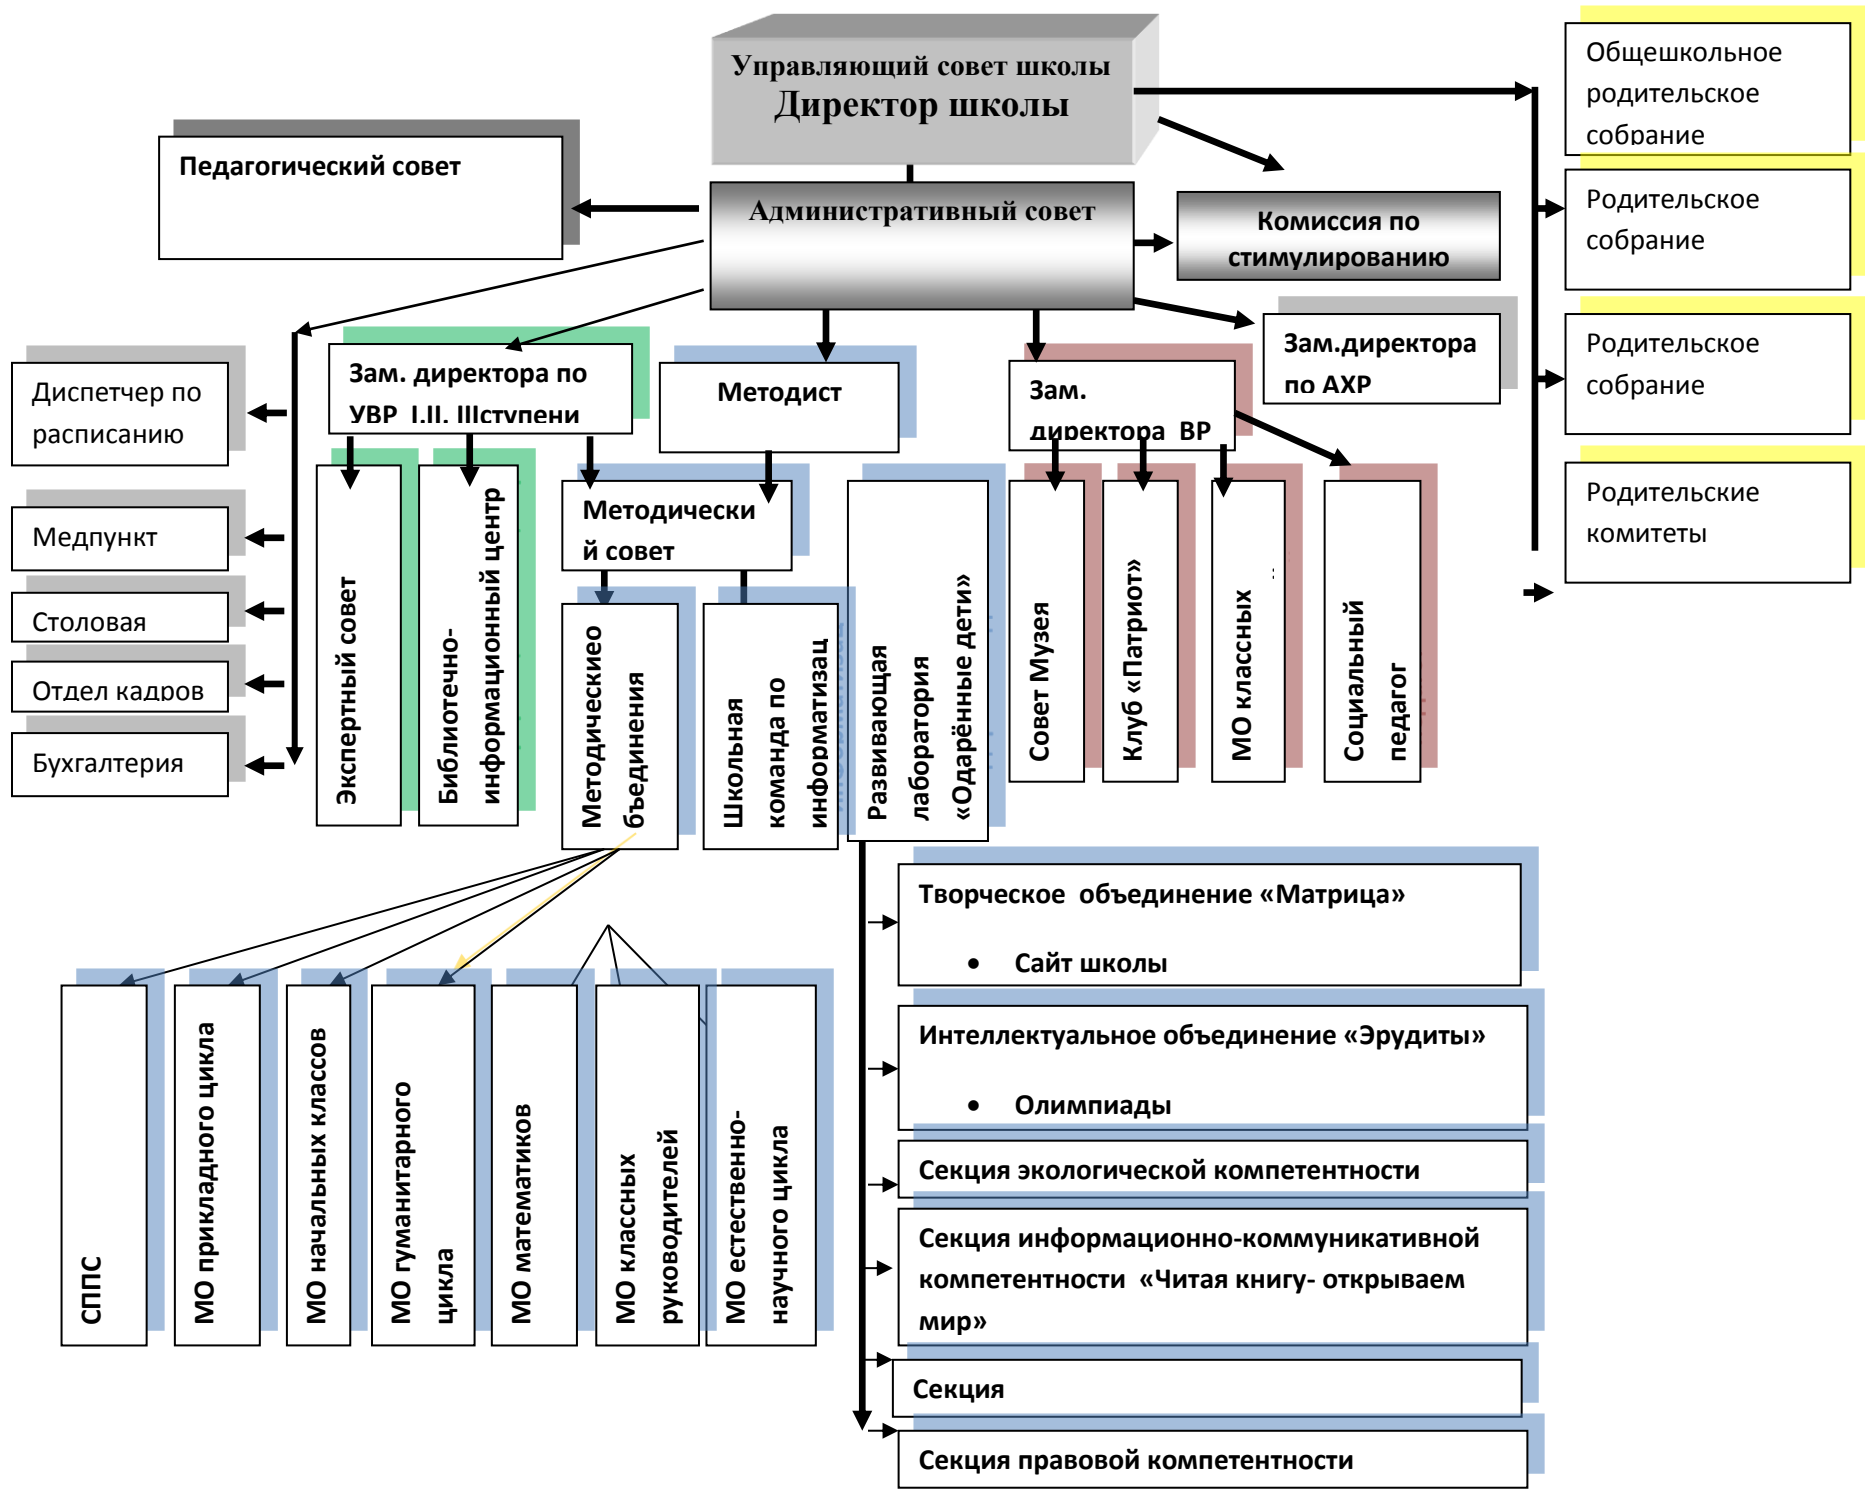 Управляющий совет школы
Директор школы
Общешкольное
родительское
собрание
Педагогический совет
Административный совет
Комиссия по
стимулированию
Родительское
собрание
Зам. директора по
УВР I.II. IIIступени
Методист
Зам.
директора ВР
Зам.директора
по АХР
Родительское
собрание
Диспетчер по
расписанию
Медпункт
Столовая
Отдел кадров
Бухгалтерия
Родительские
комитеты
Экспертный совет
Библиотечно-
информационный центр
Методически
й совет
Методическиео
бъединения
Школьная
команда по
информатизац
Развивающая
лаборатория
«Одарённые дети»
Совет Музея
Клуб «Патриот»
МО классных
Социальный
педагог
СППС
МО прикладного цикла
МО начальных классов
МО гуманитарного
цикла
МО математиков
МО классных
руководителей
МО естественно-
научного цикла
Творческое объединение «Матрица»
• Сайт школы
Интеллектуальное объединение «Эрудиты»
• Олимпиады
Секция экологической компетентности
Секция информационно-коммуникативной
компетентности «Читая книгу- открываем
мир»
Секция
Секция правовой компетентности